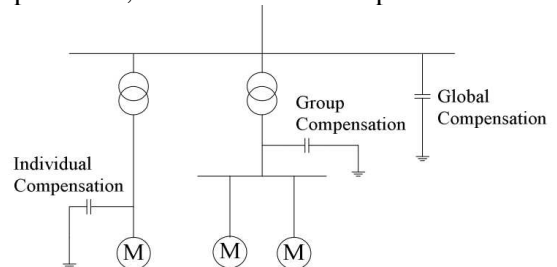 Group
Compensation
Global
Compensation
Individual
Compensation
M
M
M